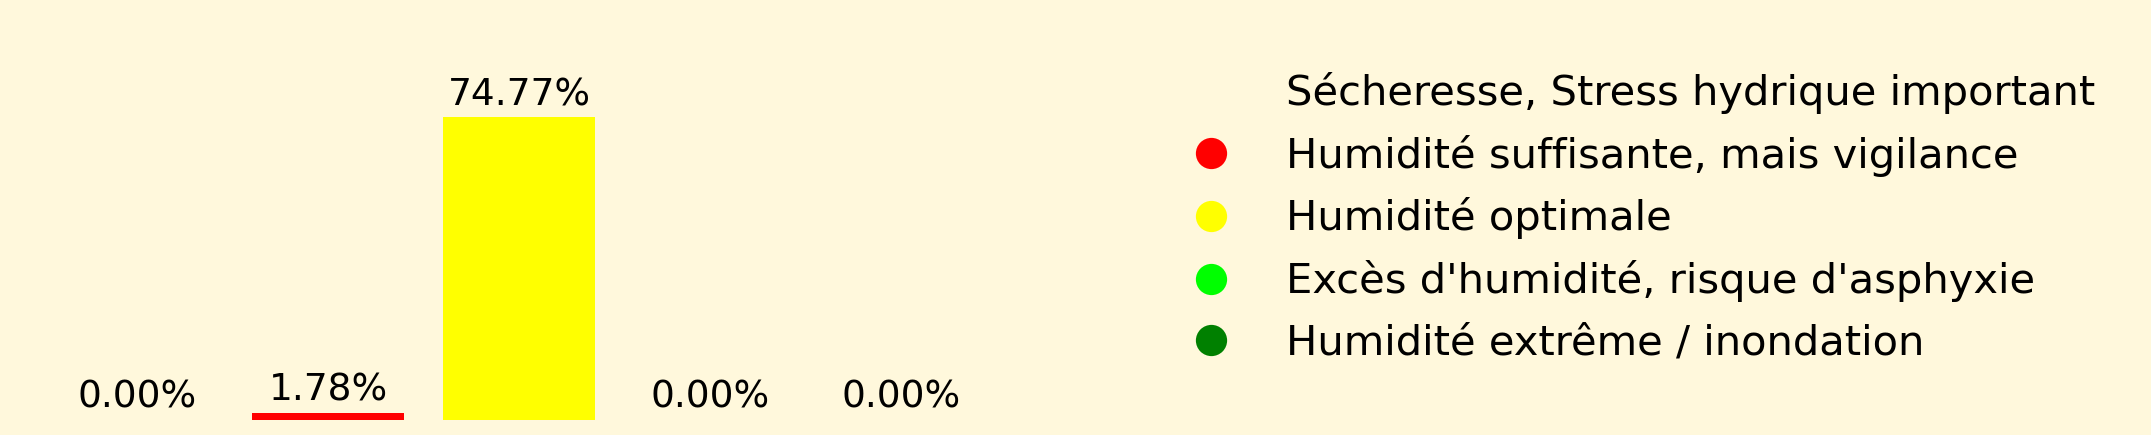 74.77%
1.78%
0.00%
0.00%
0.00%
Sécheresse, Stress hydrique important
Humidité suffisante, mais vigilance
Humidité optimale
Excès d'humidité, risque d'asphyxie
Humidité extrême / inondation